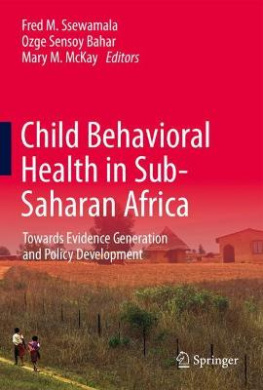 Fred M. Ssewamala
Ozge Sensoy Bahar
Mary M. McKay Editors
Child Behavioral
Health in Sub-
Saharan Africa
Towards Evidence Generation
and Policy Development
Springer